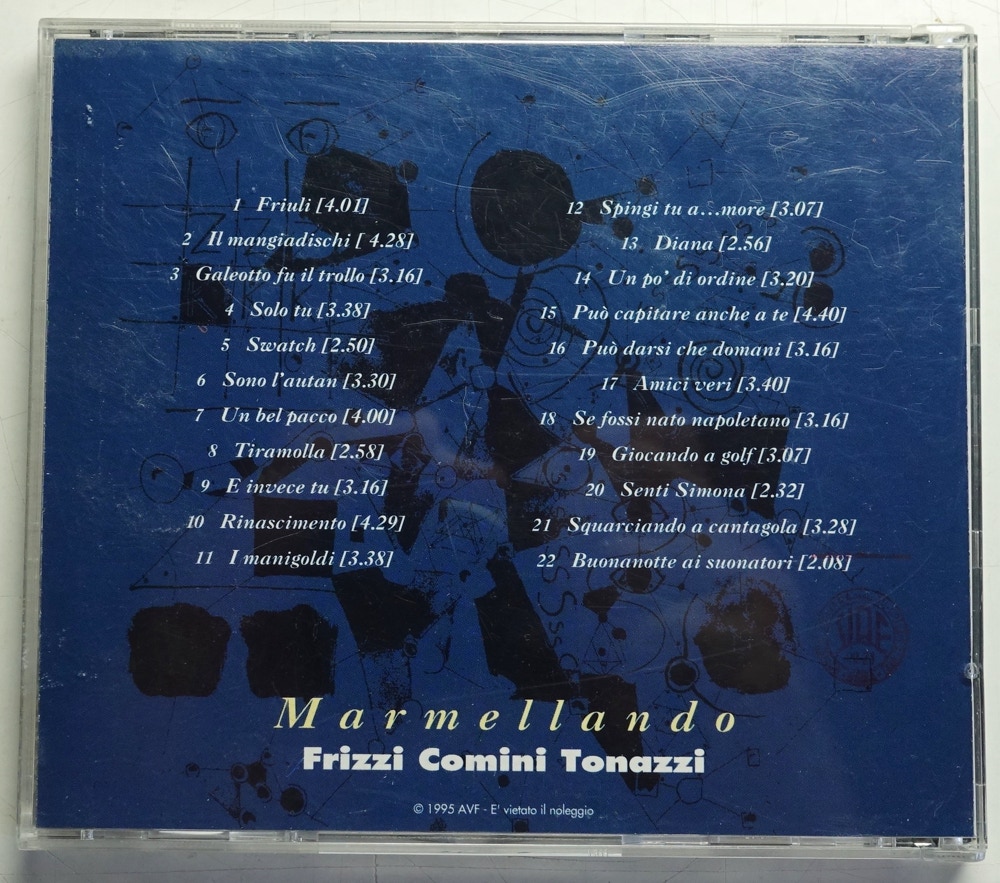 1 Friuli [4.01]
2 Il mangiadischi [ 4.28]
3 Galeotto fu il trollo [3.16]
4 Solo tu [3.38]
5 Swatch [2.50]
6 Sono l'autan [3.30]
7 Un bel pacco [4.00]
8 Tiramolla [2.58]
9 E invece tu [3.16]
10 Rinascimento [4.29]
11 I manigoldi [3.38]
12 Spingi tu a...more [3.07]
13 Diana [2.56]
14 Un po' di ordine [3.20]
15 Può capitare anche a te [4.40]
16 Può darsi che domani [3.16]
17 Amici veri [3.40]
18 Se fossi nato napoletano [3.16]
19 Giocando a golf [3.07]
20 Senti Simona [2.32]
21 Squarciando a cantagola [3.28]
22 Buonanotte ai suonatori [2.08]
Marmellando
Frizzi Comini Tonazzi
© 1995 AVF - E' vietato il noleggio